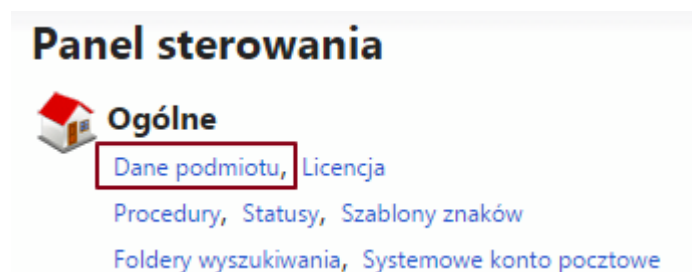 Panel sterowania
Ogólne
Dane podmiotu, Licencja
Procedury, Statusy, Szablony znaków
Foldery wyszukiwania, Systemowe konto pocztowe